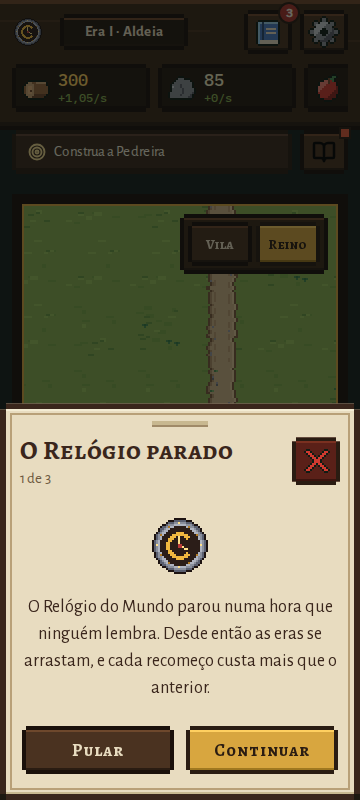 Era I · Aldeia
3
300
+1,05/s
85
+0/s
Construa a Pedreira
Vila
Reino
O Relógio parado
1 de 3
O Relógio do Mundo parou numa hora que
ninguém lembra. Desde então as eras se
arrastam, e cada recomeço custa mais que o
anterior.
Pular
Continuar